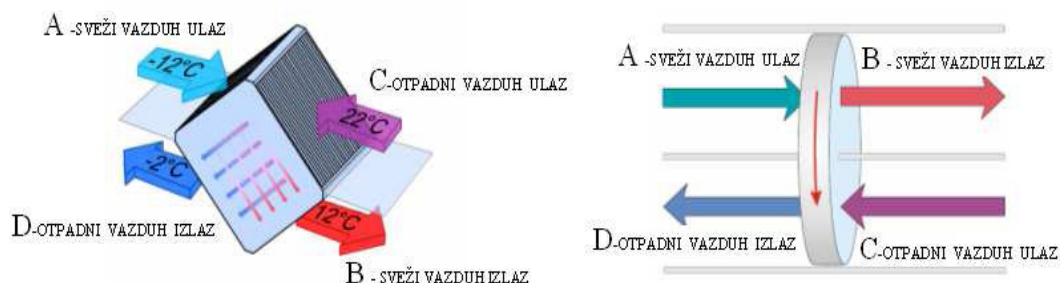 A -SVEŽI VAZDUH ULAZ
-12°C
C-OTPADNI VAZDUH ULAZ
22°C
-2°C
D-OTPADNI VAZDUH IZLAZ
12°C
B - SVEŽI VAZDUH IZLAZ
A -SVEŽI VAZDUH ULAZ
B - SVEŽI VAZDUH IZLAZ
D-OTPADNI VAZDUH IZLAZ
C-OTPADNI VAZDUH ULAZ